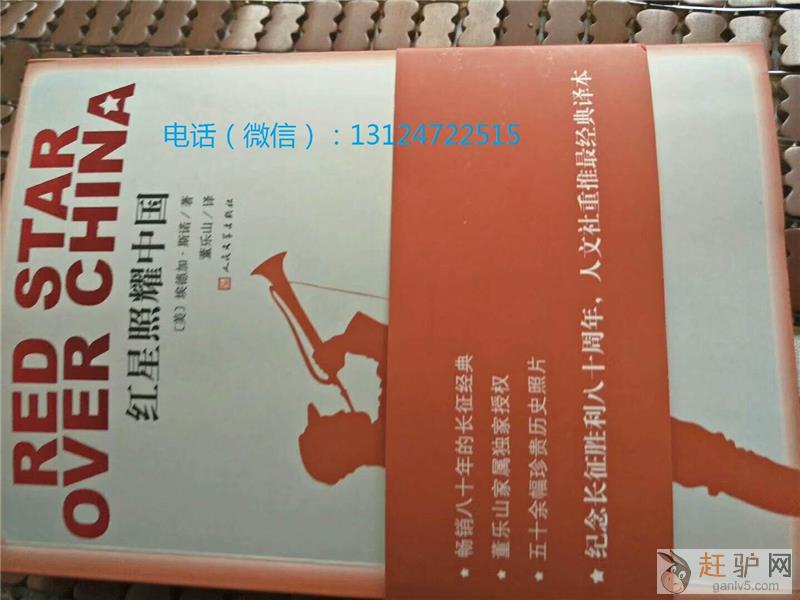 RED STAR
OVER CHINA
红星照耀中国
〔美〕埃德加·斯诺/著
董乐山/译
人民文学出版社
★畅销八十年的长征经典
★董乐山家属独家授权
★五十余幅珍贵历史照片
★纪念长征胜利八十周年，人文社重推最经典译本
电话（微信）：13124722515
赶驴网
ganlv5.com